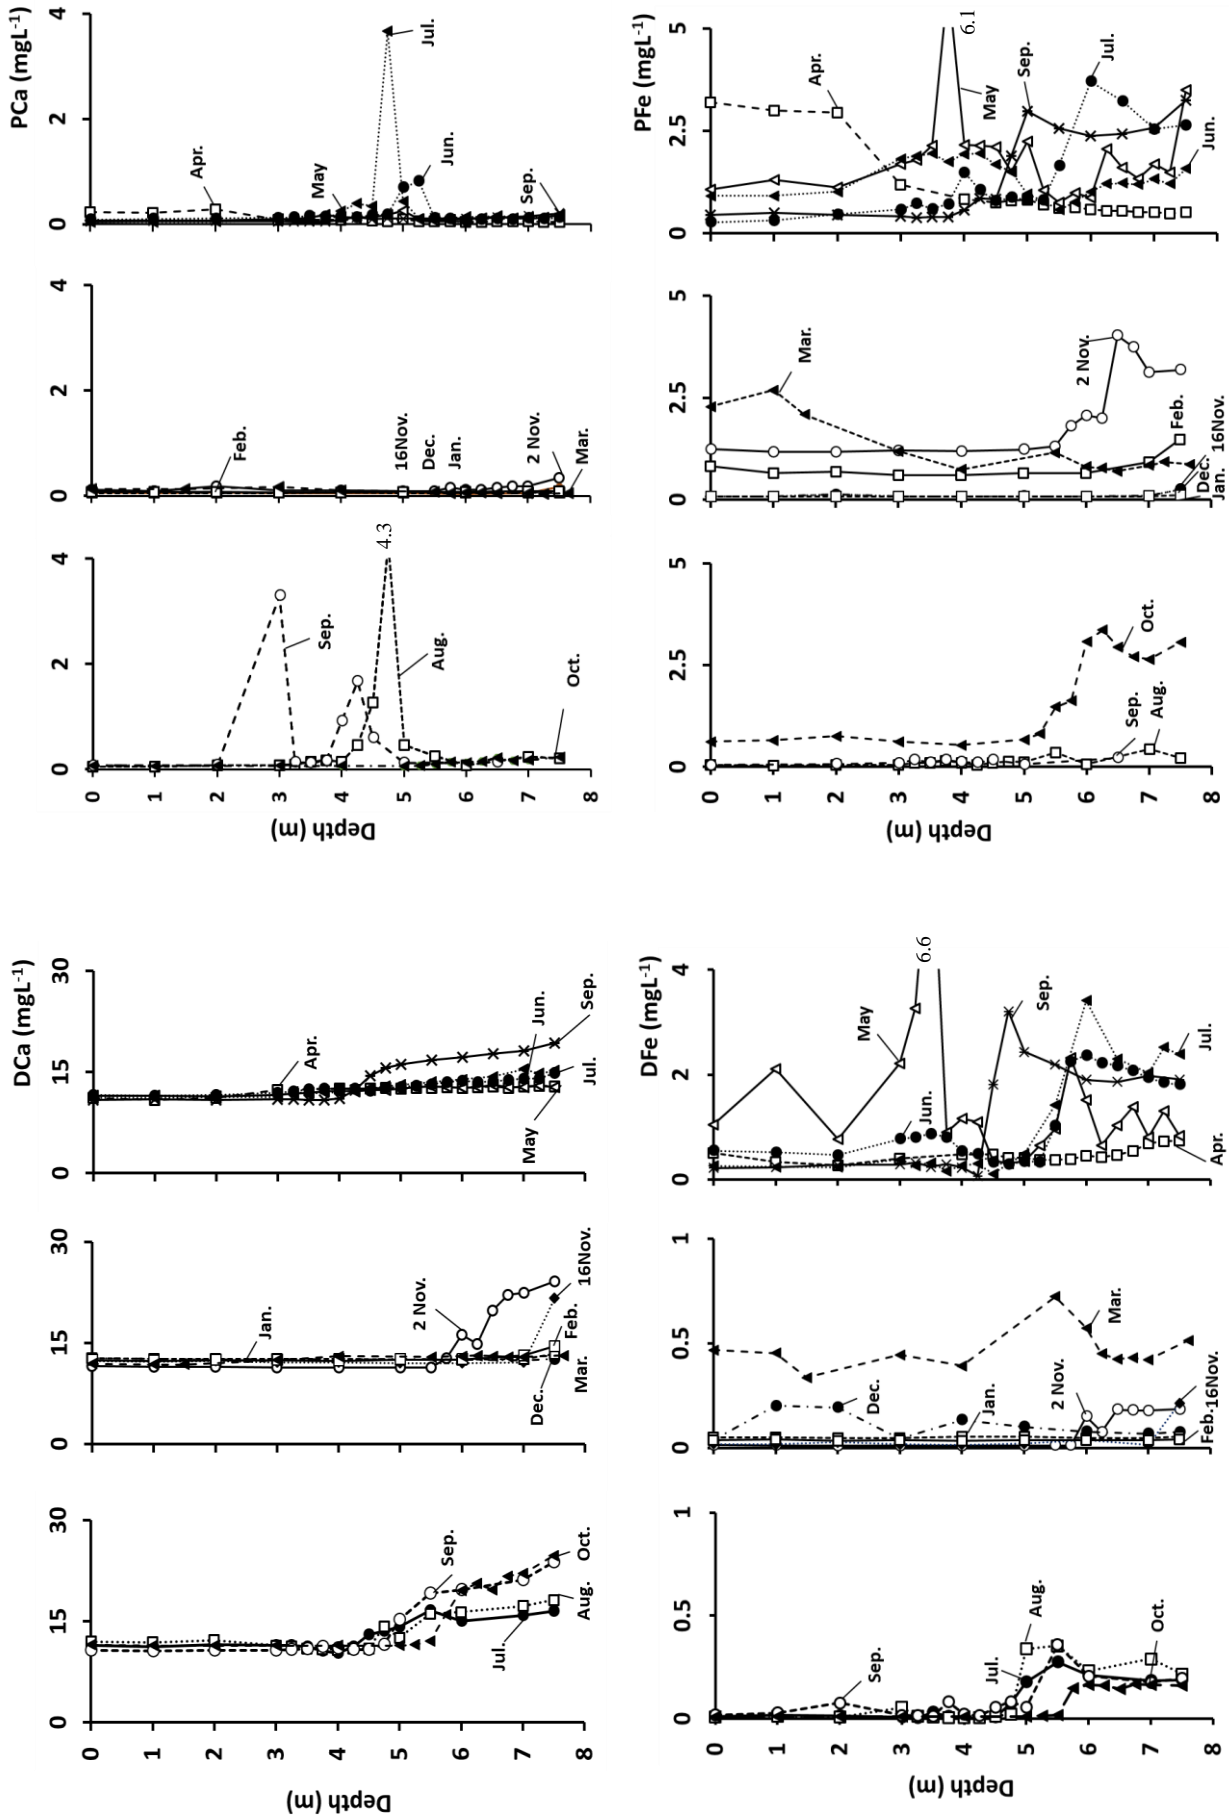 DCa (mgL-1)
0 15 30
0
1
2
3
4
5
6
7
8
Depth (m)
Jul.
Sep.
Aug.
Oct.
0 15 30
Jan.
2 Nov.
Dec.
Mar.
Feb.
16Nov.
0 15 30
Apr.
May
Jun.
Jul.
Sep.
PCa (mgL-1)
0 2 4
0
1
2
3
4
5
6
7
8
Depth (m)
Sep.
4.3
Aug.
Oct.
0 2 4
Feb.
16Nov.
Dec.
Jan.
2 Nov.
Mar.
0 2 4
Apr.
May
Jul.
Jun.
Sep.
DFe (mgL-1)
0 0.5 1
0
1
2
3
4
5
6
7
8
Depth (m)
Sep.
Jul.
Aug.
Oct.
0 0.5 1
Dec.
Jan.
Mar.
2 Nov.
Feb.
16Nov.
0 2 4
May
6.6
Jun.
Sep.
Jul.
Apr.
PFe (mgL-1)
0 2.5 5
0
1
2
3
4
5
6
7
8
Depth (m)
Oct.
Sep.
Aug.
0 2.5 5
Mar.
2 Nov.
Feb.
Dec.
16Nov.
Jan.
0 2.5 5
Apr.
6.1
May
Sep.
Jul.
Jun.